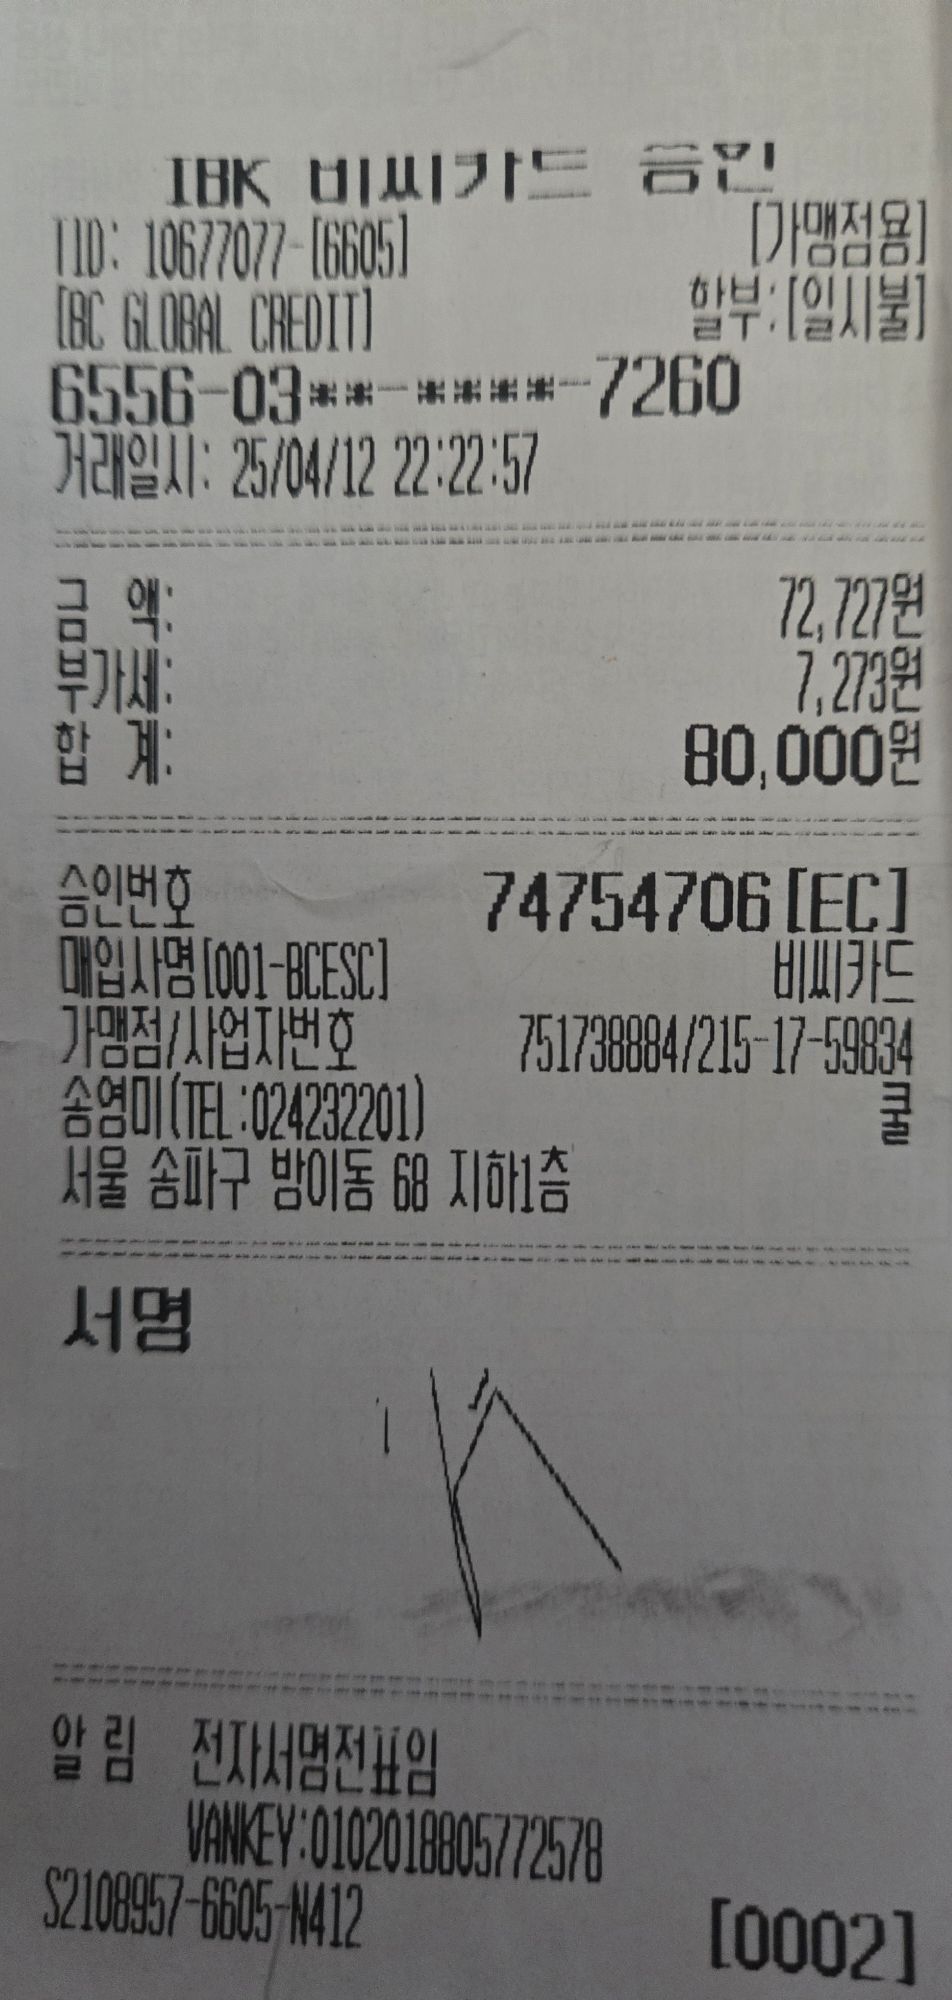 IBK 비씨카드 승인
TID: 10677077-[6605] [가맹점용]
[BC GLOBAL CREDIT] 할부:[일시불]
6556-03**-****-7260
거래일시: 25/04/12 22:22:57
금 액: 72,727원
부가세: 7,273원
합 계: 80,000원
승인번호 74754706[EC]
매입사명[001-BCESC] 비씨카드
가맹점/사업자번호 751738884/215-17-59834
송영미(TEL:024232201) 쿨
서울 송파구 방이동 68 지하1층
서명
알 림 전자서명전표임
VANKEY:0102018805772578
S2108957-6605-N412 [0002]